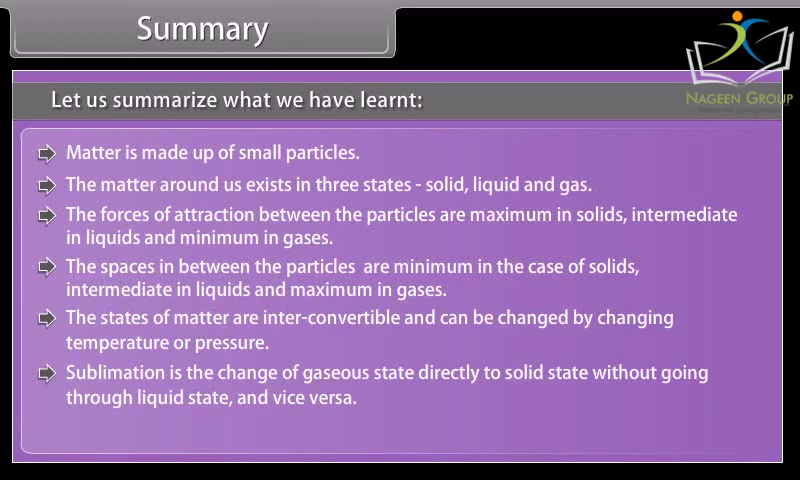 Summary
NAGEEN GROUP
Let us summarize what we have learnt:
Matter is made up of small particles.
The matter around us exists in three states - solid, liquid and gas.
The forces of attraction between the particles are maximum in solids, intermediate
in liquids and minimum in gases.
The spaces in between the particles are minimum in the case of solids,
intermediate in liquids and maximum in gases.
The states of matter are inter-convertible and can be changed by changing
temperature or pressure.
Sublimation is the change of gaseous state directly to solid state without going
through liquid state, and vice versa.